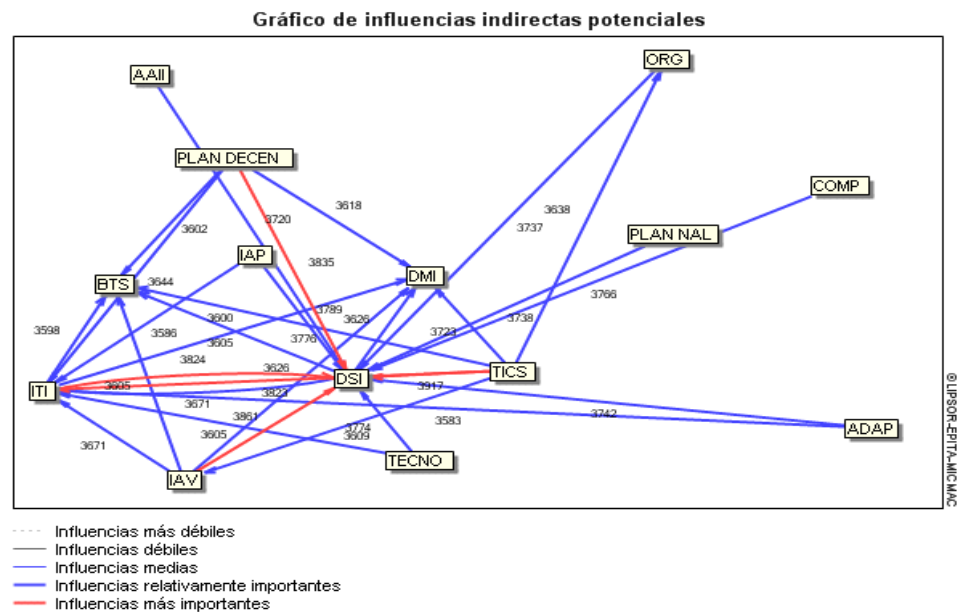 Gráfico de influencias indirectas potenciales
ORG
AAII
PLAN DECEN
COMP
3618
3638
3720
3602
3737
PLAN NAL
IAP
3835
DMI
BTS
3644
3766
3789
3600
3626
3738
3598
3586
3723
3776
3605
3824
3626
TICS
DSI
3605
3917
ITI
3823
3671
3861
3742
3583
3774
ADAP
3605
3609
3671
TECNO
IAV
© LIPSOR-EPITA-MICMAC
Influencias más débiles
Influencias débiles
Influencias medias
Influencias relativamente importantes
Influencias más importantes